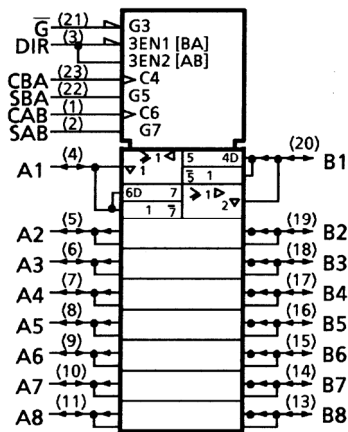 G̅ (21) G3
DIR (3) 3EN1 [BA]
3EN2 [AB]
CBA (23) C4
SBA (22) G5
CAB (1) C6
SAB (2) G7
A1 (4) ≥1 5 4D (20) B1
1 5̅ 1
6D 7 ≥1
1 7̅ 2
A2 (5) (19) B2
A3 (6) (18) B3
A4 (7) (17) B4
A5 (8) (16) B5
A6 (9) (15) B6
A7 (10) (14) B7
A8 (11) (13) B8